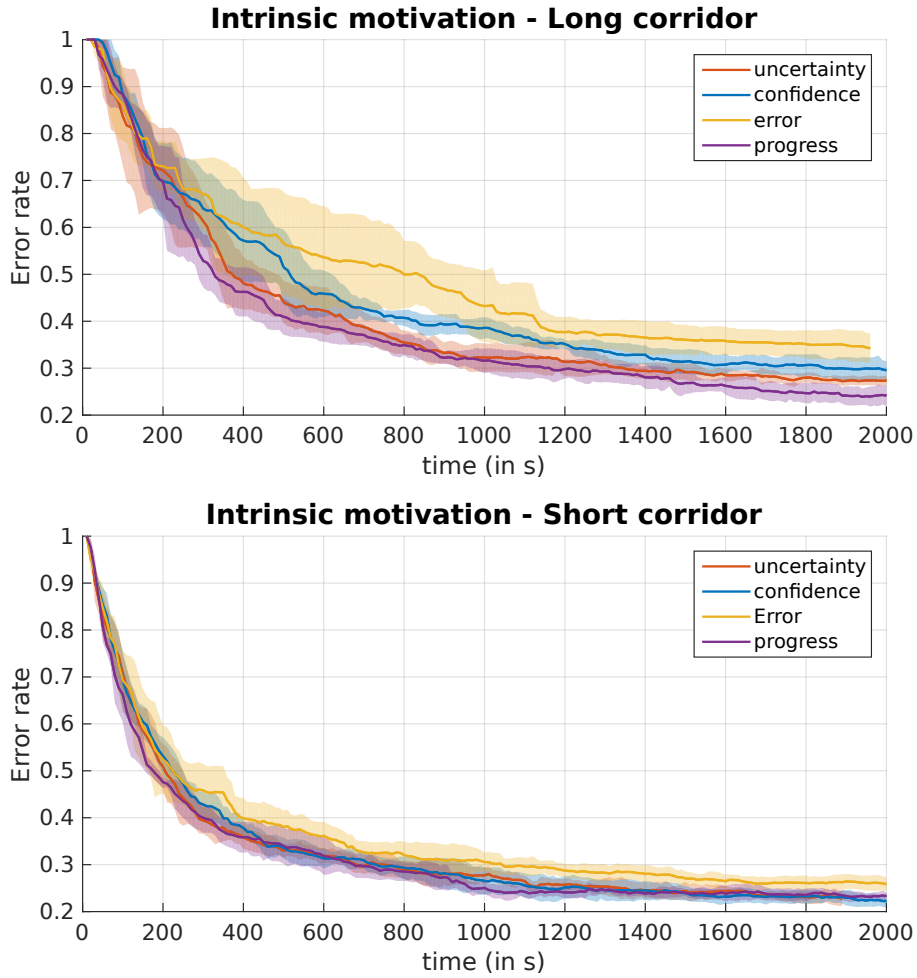 Intrinsic motivation - Long corridor
1
0.9
0.8
0.7
0.6
0.5
0.4
0.3
0.2
Error rate
uncertainty
confidence
error
progress
0 200 400 600 800 1000 1200 1400 1600 1800 2000
time (in s)
Intrinsic motivation - Short corridor
1
0.9
0.8
0.7
0.6
0.5
0.4
0.3
0.2
Error rate
uncertainty
confidence
Error
progress
0 200 400 600 800 1000 1200 1400 1600 1800 2000
time (in s)